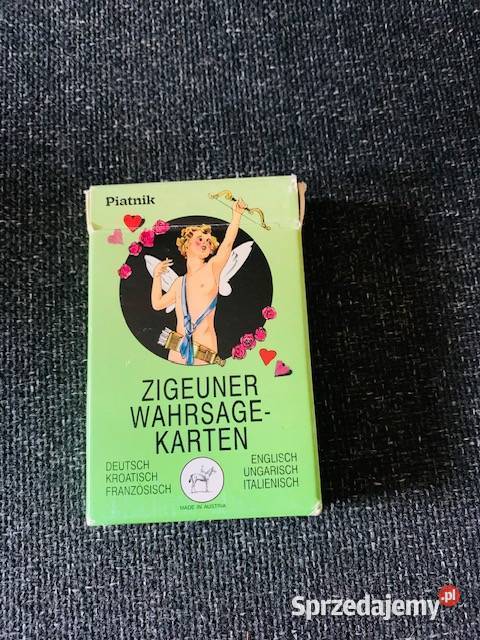 Piatnik
ZIGEUNER
WAHRSAGE-
KARTEN
DEUTSCH
KROATISCH
FRANZÖSISCH
ENGLISCH
UNGARISCH
ITALIENISCH
MADE IN AUSTRIA
Sprzedajemy.pl